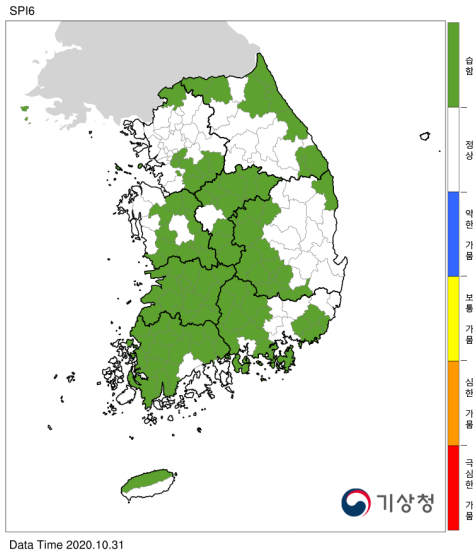 SPI6
습함
정상
약한 가뭄
보통 가뭄
심한 가뭄
극심한 가뭄
기상청
Data Time 2020.10.31